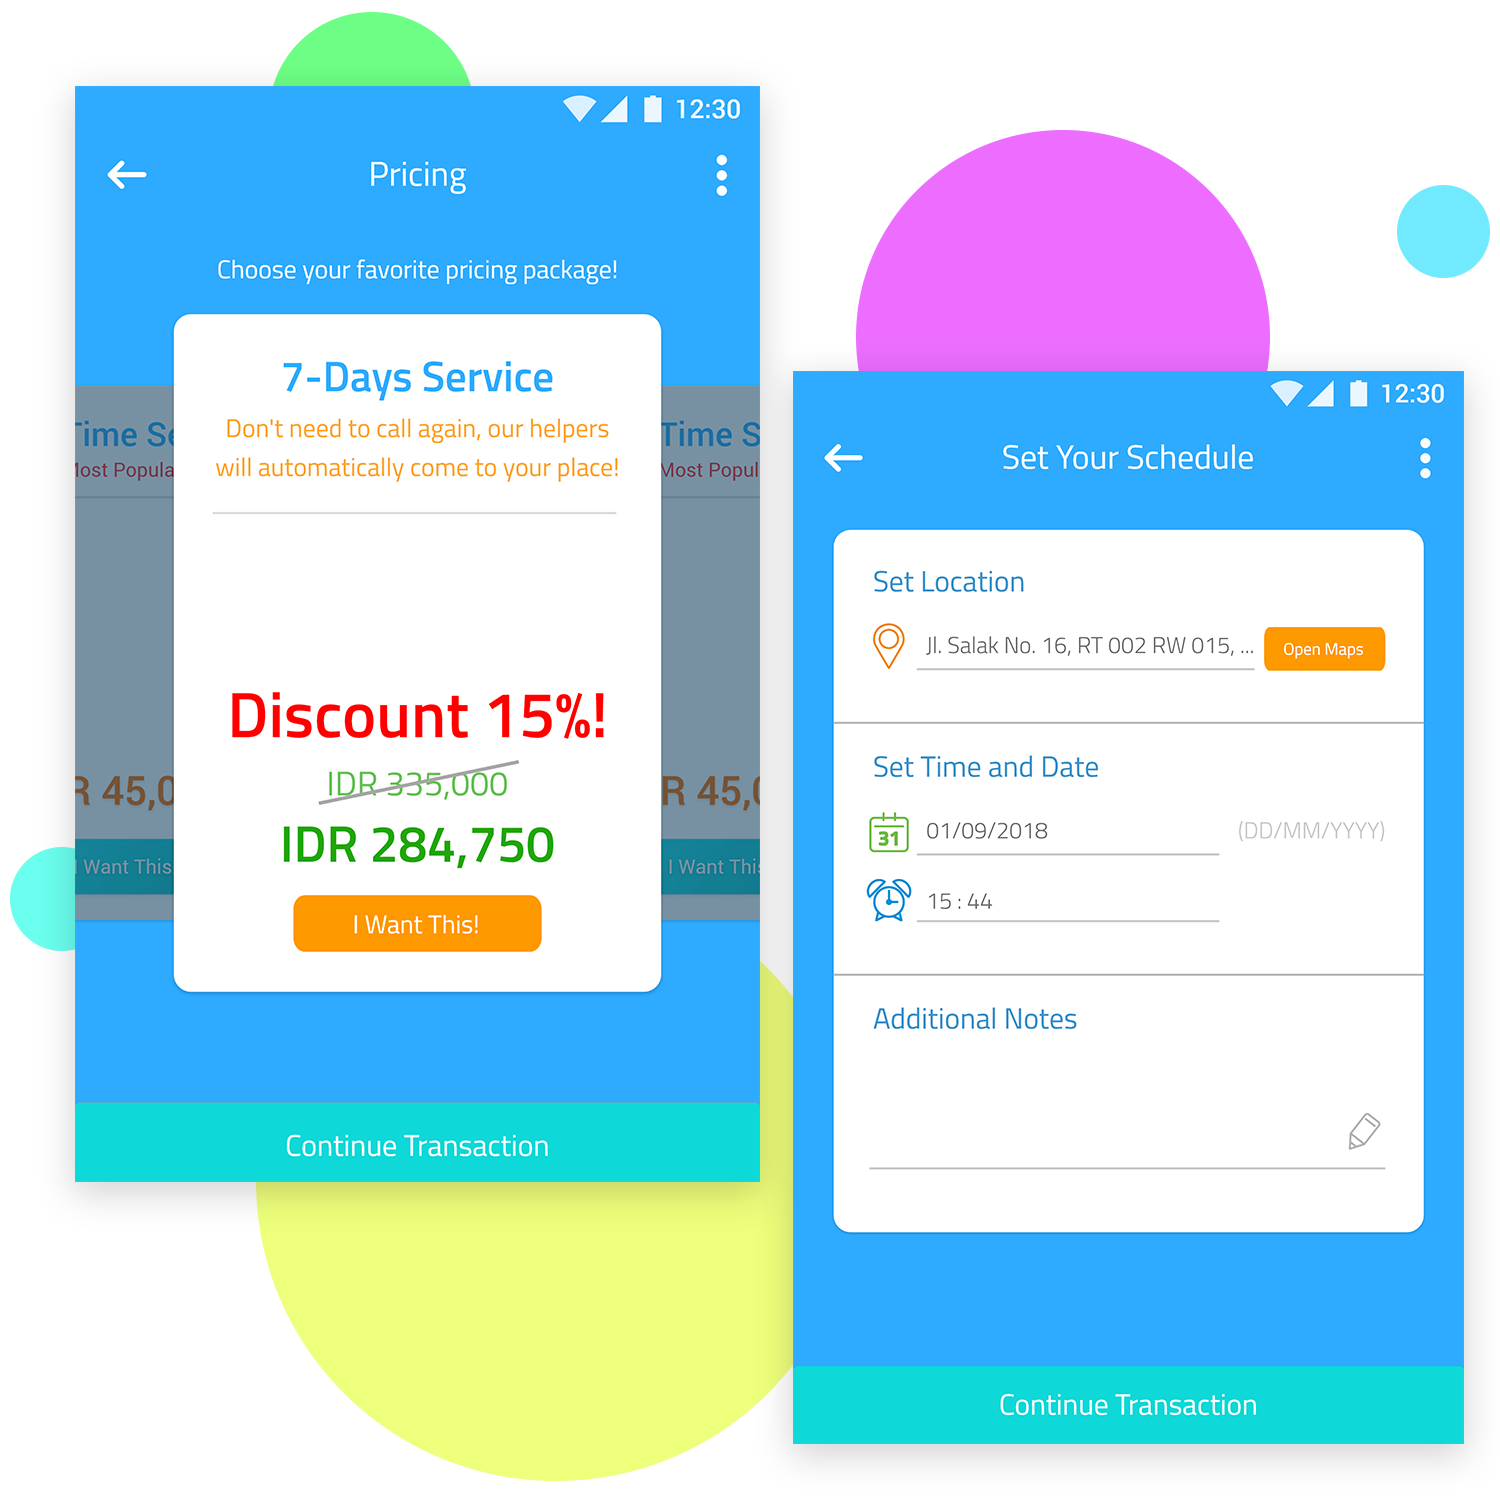 12:30
Pricing
Choose your favorite pricing package!
7-Days Service
Don't need to call again, our helpers
will automatically come to your place!
Time Se
Most Popula
R 45,0
I Want This
Time S
Most Popul
R 45,0
I Want This
Discount 15%!
IDR 335,000
IDR 284,750
I Want This!
Continue Transaction
12:30
Set Your Schedule
Set Location
Jl. Salak No. 16, RT 002 RW 015, ...
Open Maps
Set Time and Date
31
01/09/2018
(DD/MM/YYYY)
15 : 44
Additional Notes
Continue Transaction